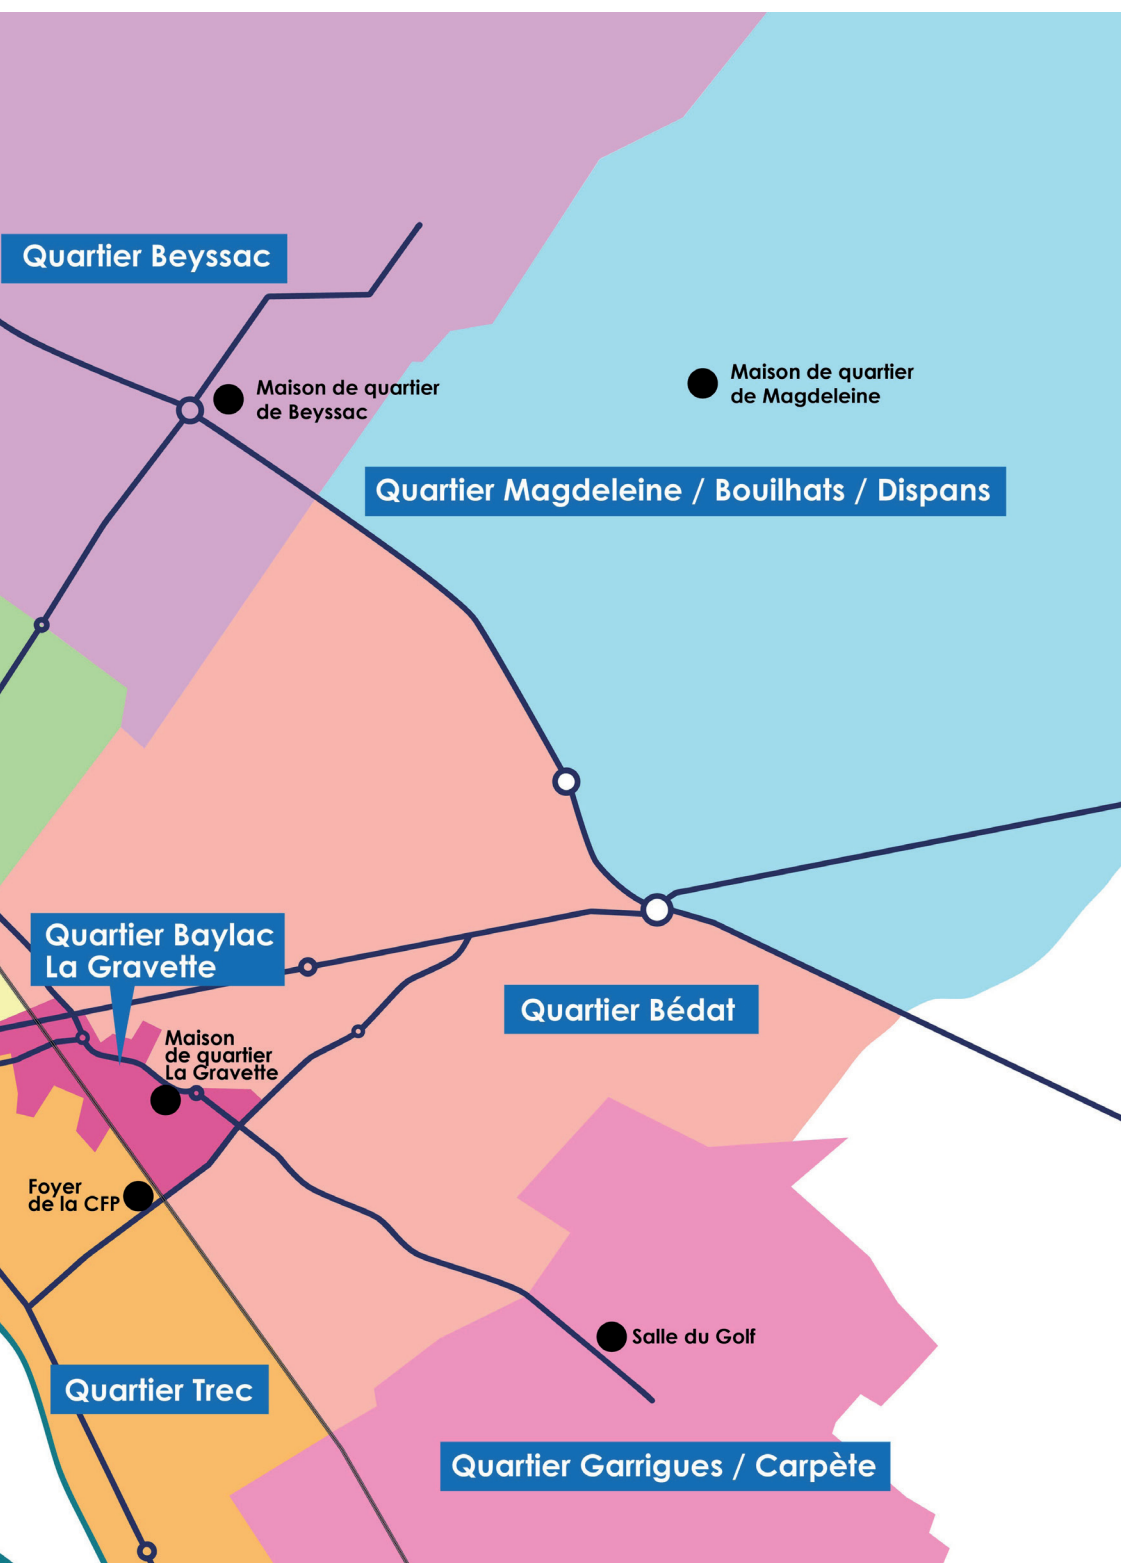 Quartier Beyssac
Maison de quartier
de Beyssac
Maison de quartier
de Magdeleine
Quartier Magdeleine / Bouilhats / Dispans
Quartier Baylac
La Gravette
Quartier Bédat
Maison
de quartier
La Gravette
Foyer
de la CFP
Salle du Golf
Quartier Trec
Quartier Garrigues / Carpète